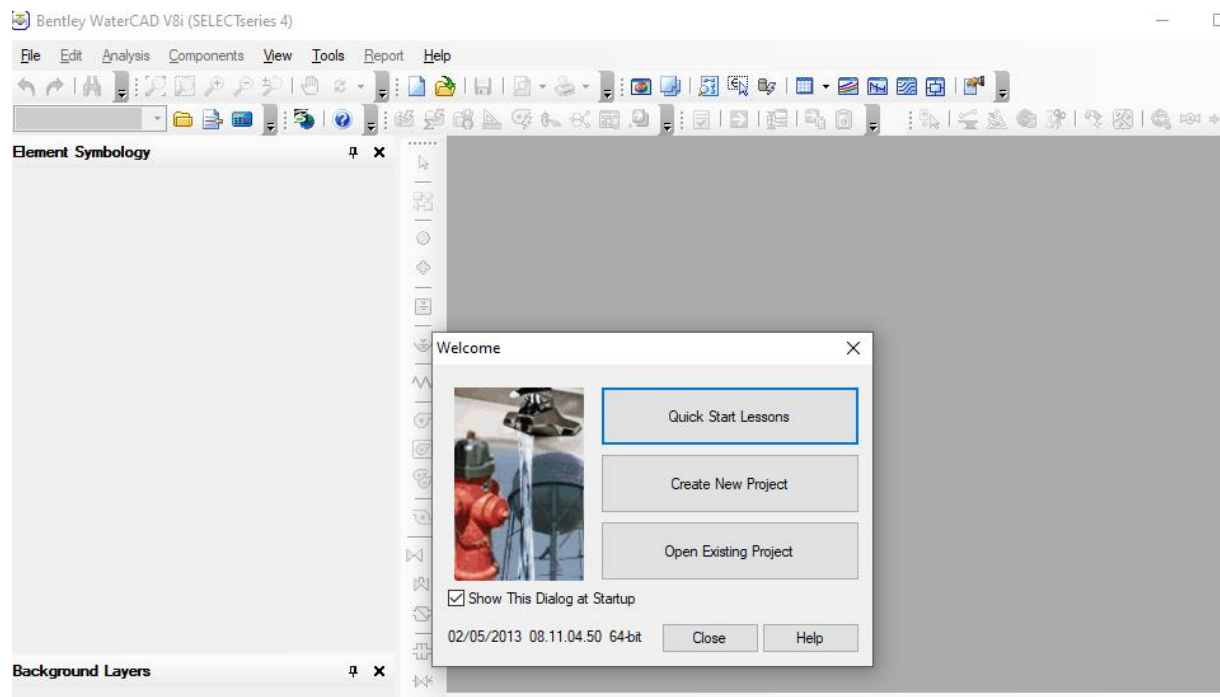 Bentley WaterCAD V8i (SELECTseries 4)
File Edit Analysis Components View Tools Report Help
Element Symbology
Welcome
Quick Start Lessons
Create New Project
Open Existing Project
Show This Dialog at Startup
02/05/2013 08.11.04.50 64-bit Close Help
Background Layers